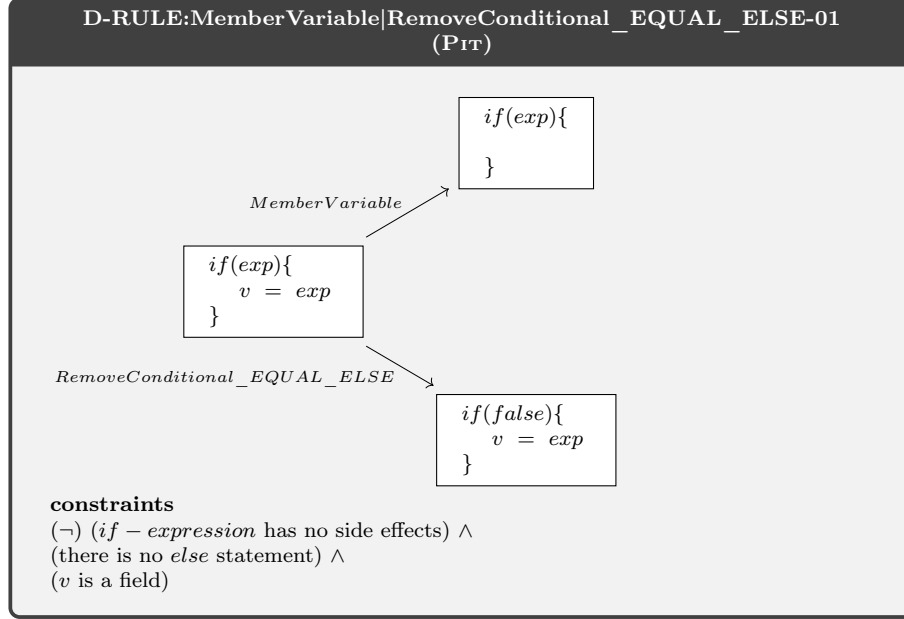 D-RULE:MemberVariable|RemoveConditional_EQUAL_ELSE-01
(PIT)
if(exp){
}
MemberVariable
if(exp){
v = exp
}
RemoveConditional_EQUAL_ELSE
if(false){
v = exp
}
constraints
(¬) (if − expression has no side effects) ∧
(there is no else statement) ∧
(v is a field)